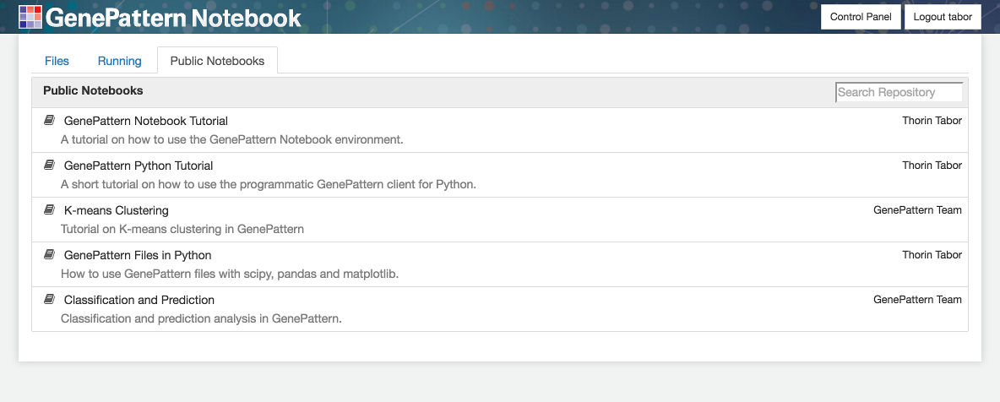 GenePattern Notebook
Control Panel
Logout tabor
Files
Running
Public Notebooks
Public Notebooks
Search Repository
GenePattern Notebook Tutorial
Thorin Tabor
A tutorial on how to use the GenePattern Notebook environment.
GenePattern Python Tutorial
Thorin Tabor
A short tutorial on how to use the programmatic GenePattern client for Python.
K-means Clustering
GenePattern Team
Tutorial on K-means clustering in GenePattern
GenePattern Files in Python
Thorin Tabor
How to use GenePattern files with scipy, pandas and matplotlib.
Classification and Prediction
GenePattern Team
Classification and prediction analysis in GenePattern.